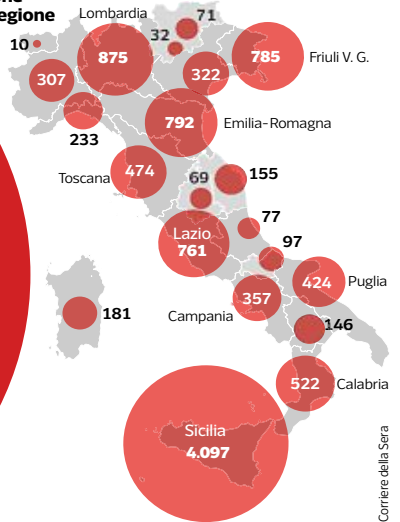 egione
Lombardia
71
10
32
875
785
Friuli V. G.
307
322
233
792
Emilia-Romagna
Toscana
474
69
155
Lazio
761
77
97
424
Puglia
181
357
Campania
146
522
Calabria
Sicilia
4.097
Corriere della Sera